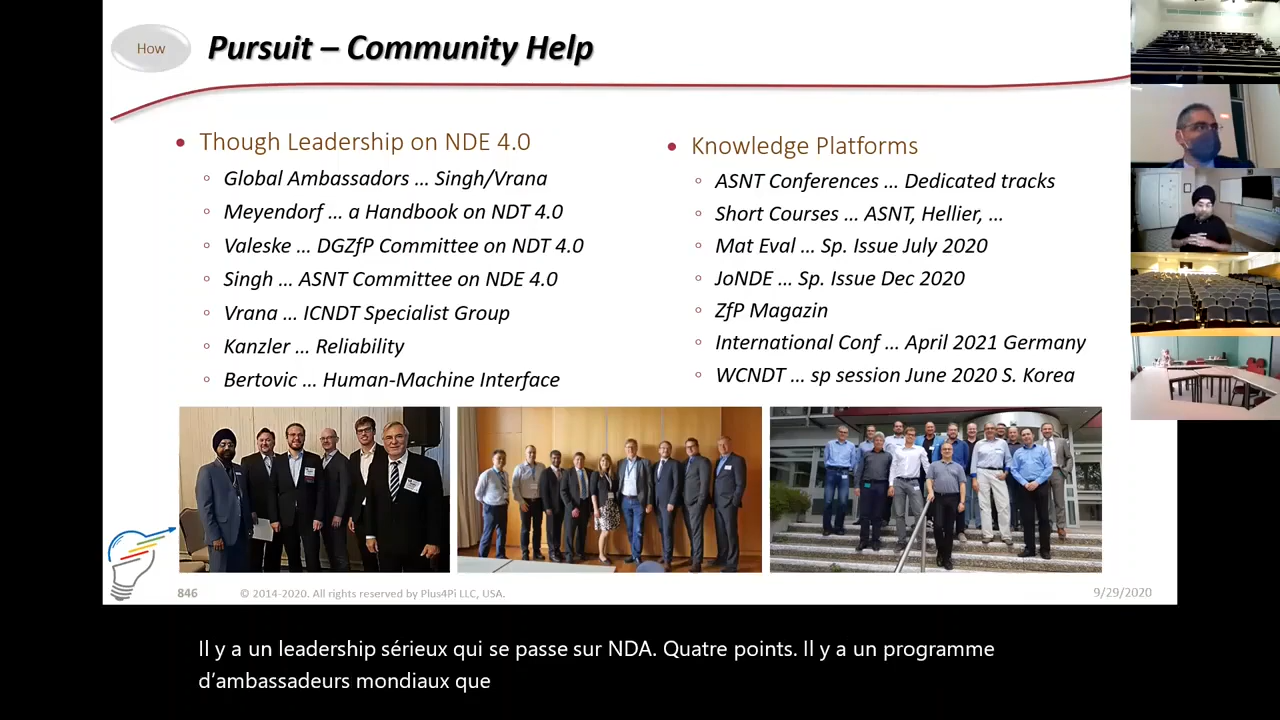 How
Pursuit – Community Help
Though Leadership on NDE 4.0
Global Ambassadors ... Singh/Vrana
Meyendorf ... a Handbook on NDT 4.0
Valeske ... DGZfP Committee on NDT 4.0
Singh ... ASNT Committee on NDE 4.0
Vrana ... ICNDT Specialist Group
Kanzler ... Reliability
Bertovic ... Human-Machine Interface
Knowledge Platforms
ASNT Conferences ... Dedicated tracks
Short Courses ... ASNT, Hellier, ...
Mat Eval ... Sp. Issue July 2020
JoNDE ... Sp. Issue Dec 2020
ZfP Magazin
International Conf ... April 2021 Germany
WCNDT ... sp session June 2020 S. Korea
846
© 2014-2020. All rights reserved by Plus4Pi LLC, USA.
9/29/2020
Il y a un leadership sérieux qui se passe sur NDA. Quatre points. Il y a un programme
d’ambassadeurs mondiaux que